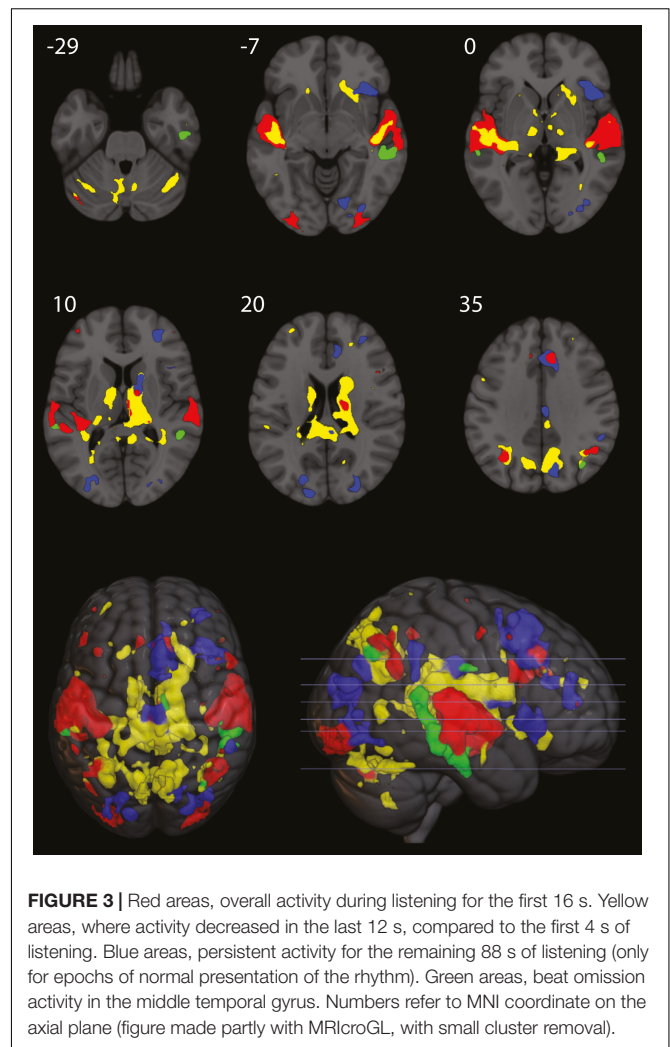 -29
-7
0
10
20
35
FIGURE 3 | Red areas, overall activity during listening for the first 16 s. Yellow
areas, where activity decreased in the last 12 s, compared to the first 4 s of
listening. Blue areas, persistent activity for the remaining 88 s of listening (only
for epochs of normal presentation of the rhythm). Green areas, beat omission
activity in the middle temporal gyrus. Numbers refer to MNI coordinate on the
axial plane (figure made partly with MRIcroGL, with small cluster removal).